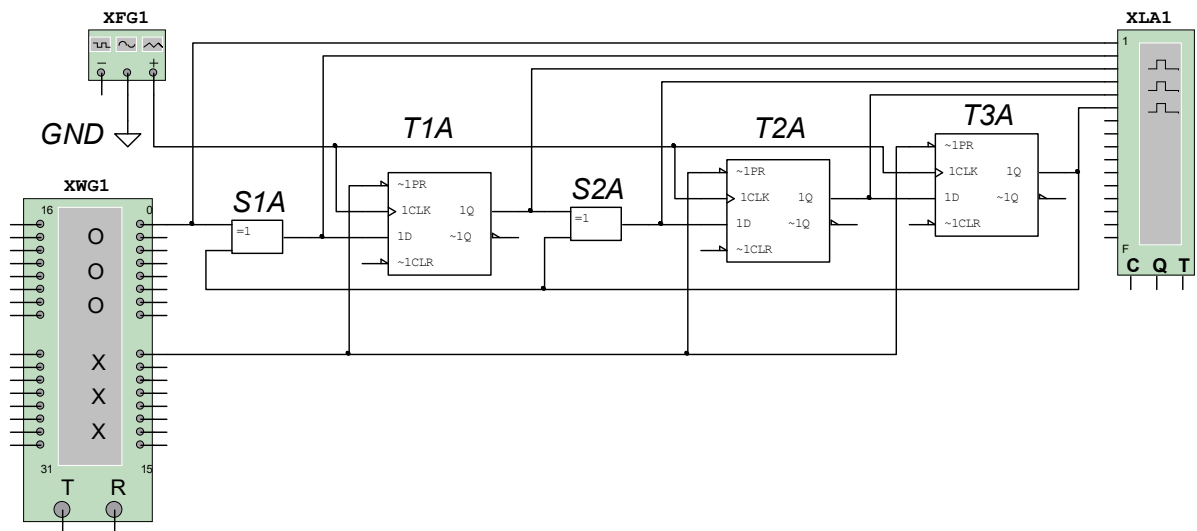 XFG1
XLA1
1
GND
T1A
T2A
T3A
~1PR
1CLK 1Q
1D ~1Q
~1CLR
XWG1
16 0
S1A
=1
~1PR
1CLK 1Q
1D ~1Q
~1CLR
S2A
=1
~1PR
1CLK 1Q
1D ~1Q
~1CLR
O
O
O
X
X
X
31 15
T R
F
C Q T